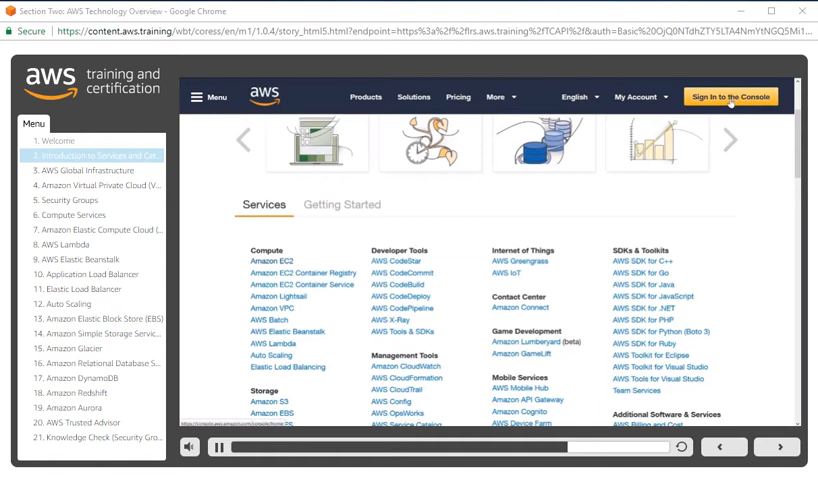 Section Two: AWS Technology Overview - Google Chrome
Secure
https://content.aws.training/wbt/coress/en/m1/1.0.4/story_html5.html?endpoint=https%3a%2f%2flrs.aws.training%2fTCAPI%2f&auth=Basic%20OjQ0NTdhZTY5LTA4NmYtNGQ5Mi1...
aws training and
certification
Menu
1. Welcome
2. Introduction to Services and Cat...
3. AWS Global Infrastructure
4. Amazon Virtual Private Cloud (V...
5. Security Groups
6. Compute Services
7. Amazon Elastic Compute Cloud (...
8. AWS Lambda
9. AWS Elastic Beanstalk
10. Application Load Balancer
11. Elastic Load Balancer
12. Auto Scaling
13. Amazon Elastic Block Store (EBS)
14. Amazon Simple Storage Servic...
15. Amazon Glacier
16. Amazon Relational Database S...
17. Amazon DynamoDB
18. Amazon Redshift
19. Amazon Aurora
20. AWS Trusted Advisor
21. Knowledge Check (Security Gro...
Menu aws Products Solutions Pricing More English My Account Sign In to the Console
Services Getting Started
Compute
Amazon EC2
Amazon EC2 Container Registry
Amazon EC2 Container Service
Amazon Lightsail
Amazon VPC
AWS Batch
AWS Elastic Beanstalk
AWS Lambda
Auto Scaling
Elastic Load Balancing
Storage
Amazon S3
Amazon EBS
Developer Tools
AWS CodeStar
AWS CodeCommit
AWS CodeBuild
AWS CodeDeploy
AWS CodePipeline
AWS X-Ray
AWS Tools & SDKs
Management Tools
Amazon CloudWatch
AWS CloudFormation
AWS CloudTrail
AWS Config
AWS OpsWorks
AWS Service Catalog
Internet of Things
AWS Greengrass
AWS IoT
Contact Center
Amazon Connect
Game Development
Amazon Lumberyard (beta)
Amazon GameLift
Mobile Services
AWS Mobile Hub
Amazon API Gateway
Amazon Cognito
AWS Device Farm
SDKs & Toolkits
AWS SDK for C++
AWS SDK for Go
AWS SDK for Java
AWS SDK for JavaScript
AWS SDK for .NET
AWS SDK for PHP
AWS SDK for Python (Boto 3)
AWS SDK for Ruby
AWS Toolkit for Eclipse
AWS Toolkit for Visual Studio
AWS Tools for Visual Studio
Team Services
Additional Software & Services
AWS Billing and Cost